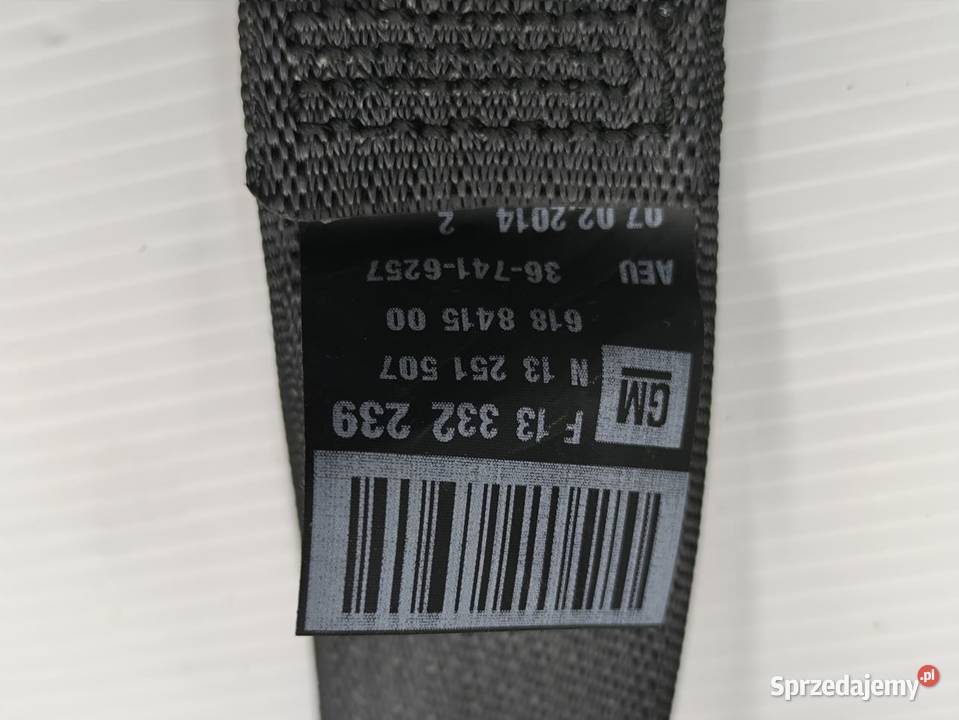 GM
F 13 332 239
N 13 251 507
618 8415 00
AEU 36-741-6257
07.02.2014 2
Sprzedajemy.pl